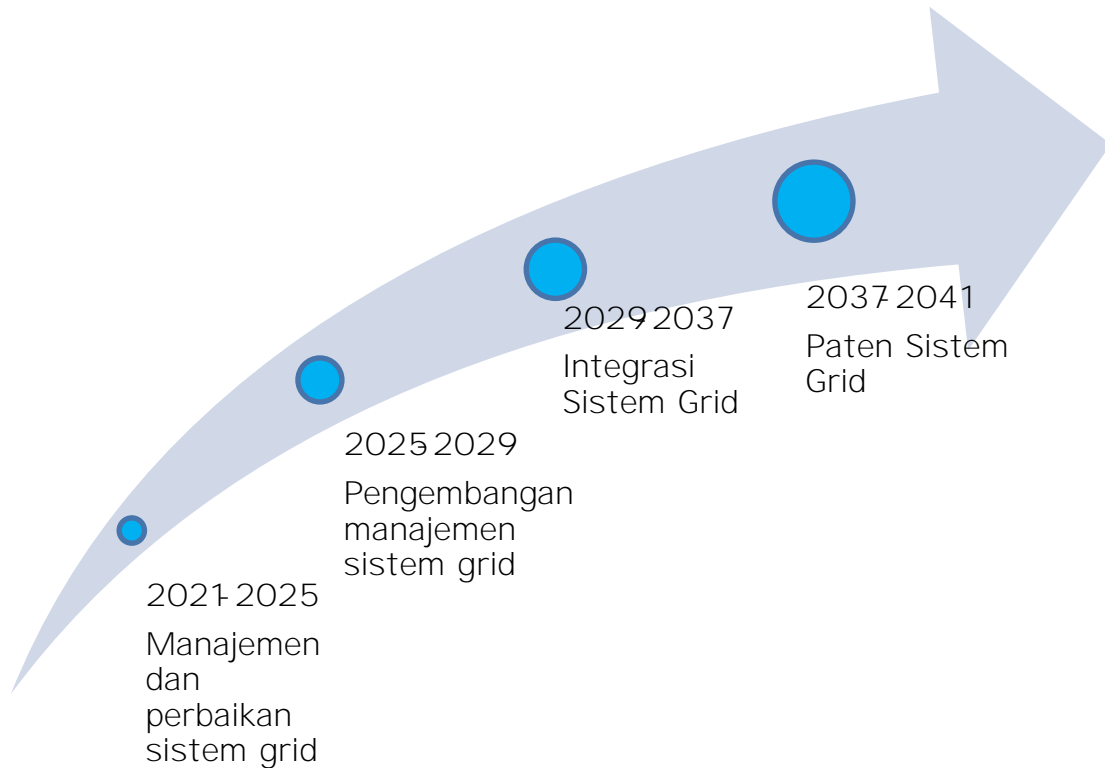 2021-2025
Manajemen
dan
perbaikan
sistem grid
2025-2029
Pengembangan
manajemen
sistem grid
2029-2037
Integrasi
Sistem Grid
2037-2041
Paten Sistem
Grid